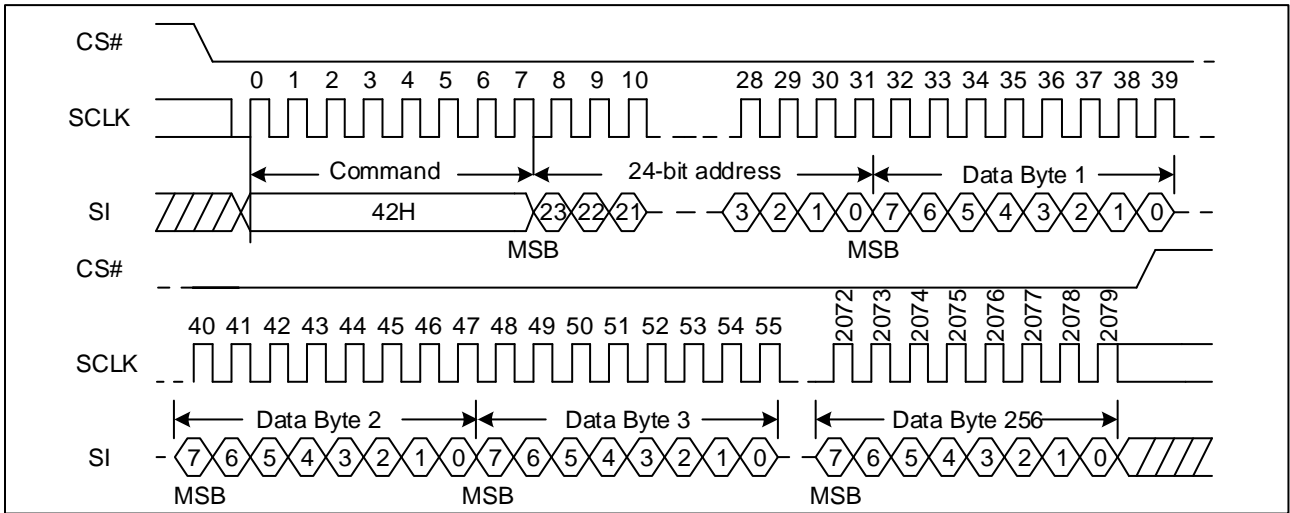 CS#
0 1 2 3 4 5 6 7 8 9 10 28 29 30 31 32 33 34 35 36 37 38 39
SCLK
Command 24-bit address Data Byte 1
SI 42H 23 22 21 3 2 1 0 7 6 5 4 3 2 1 0
MSB MSB
CS#
40 41 42 43 44 45 46 47 48 49 50 51 52 53 54 55 2072 2073 2074 2075 2076 2077 2078 2079
SCLK
Data Byte 2 Data Byte 3 Data Byte 256
SI 7 6 5 4 3 2 1 0 7 6 5 4 3 2 1 0 7 6 5 4 3 2 1 0
MSB MSB MSB